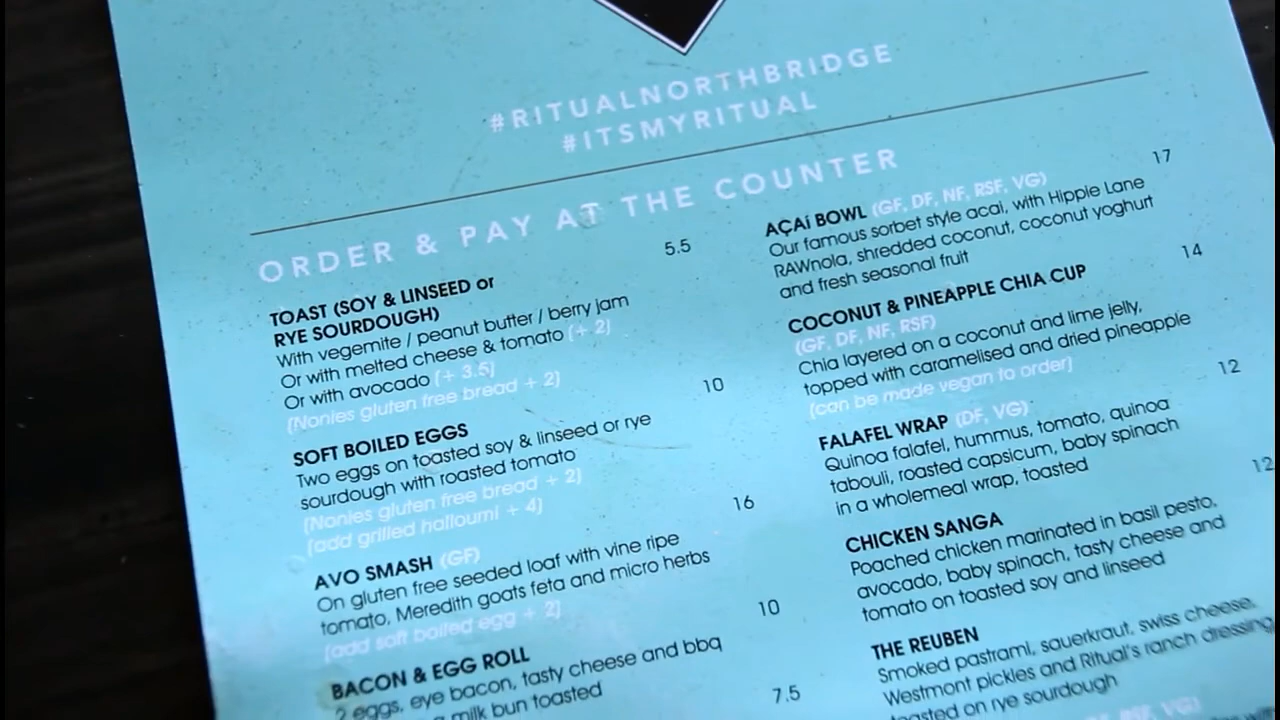 #RITUALNORTHBRIDGE
#ITSMYRITUAL
ORDER & PAY AT THE COUNTER
TOAST (SOY & LINSEED or 5.5
RYE SOURDOUGH)
With vegemite / peanut butter / berry jam
Or with melted cheese & tomato (+ 2)
Or with avocado (+ 3.5)
(Nonies gluten free bread + 2)
SOFT BOILED EGGS 10
Two eggs on toasted soy & linseed or rye
sourdough with roasted tomato
(Nonies gluten free bread + 2)
(add grilled halloumi + 4)
AVO SMASH (GF) 16
On gluten free seeded loaf with vine ripe
tomato, Meredith goats feta and micro herbs
(add soft boiled egg + 2)
BACON & EGG ROLL 10
2 eggs, eye bacon, tasty cheese and bbq
milk bun toasted
7.5
AÇAí BOWL (GF, DF, NF, RSF, VG) 17
Our famous sorbet style acai, with Hippie Lane
RAWnola, shredded coconut, coconut yoghurt
and fresh seasonal fruit
COCONUT & PINEAPPLE CHIA CUP 14
(GF, DF, NF, RSF)
Chia layered on a coconut and lime jelly,
topped with caramelised and dried pineapple
(can be made vegan to order)
FALAFEL WRAP (DF, VG) 12
Quinoa falafel, hummus, tomato, quinoa
tabouli, roasted capsicum, baby spinach
in a wholemeal wrap, toasted
CHICKEN SANGA 12
Poached chicken marinated in basil pesto,
avocado, baby spinach, tasty cheese and
tomato on toasted soy and linseed
THE REUBEN
Smoked pastrami, sauerkraut, swiss cheese,
Westmont pickles and Ritual's ranch dressing,
toasted on rye sourdough